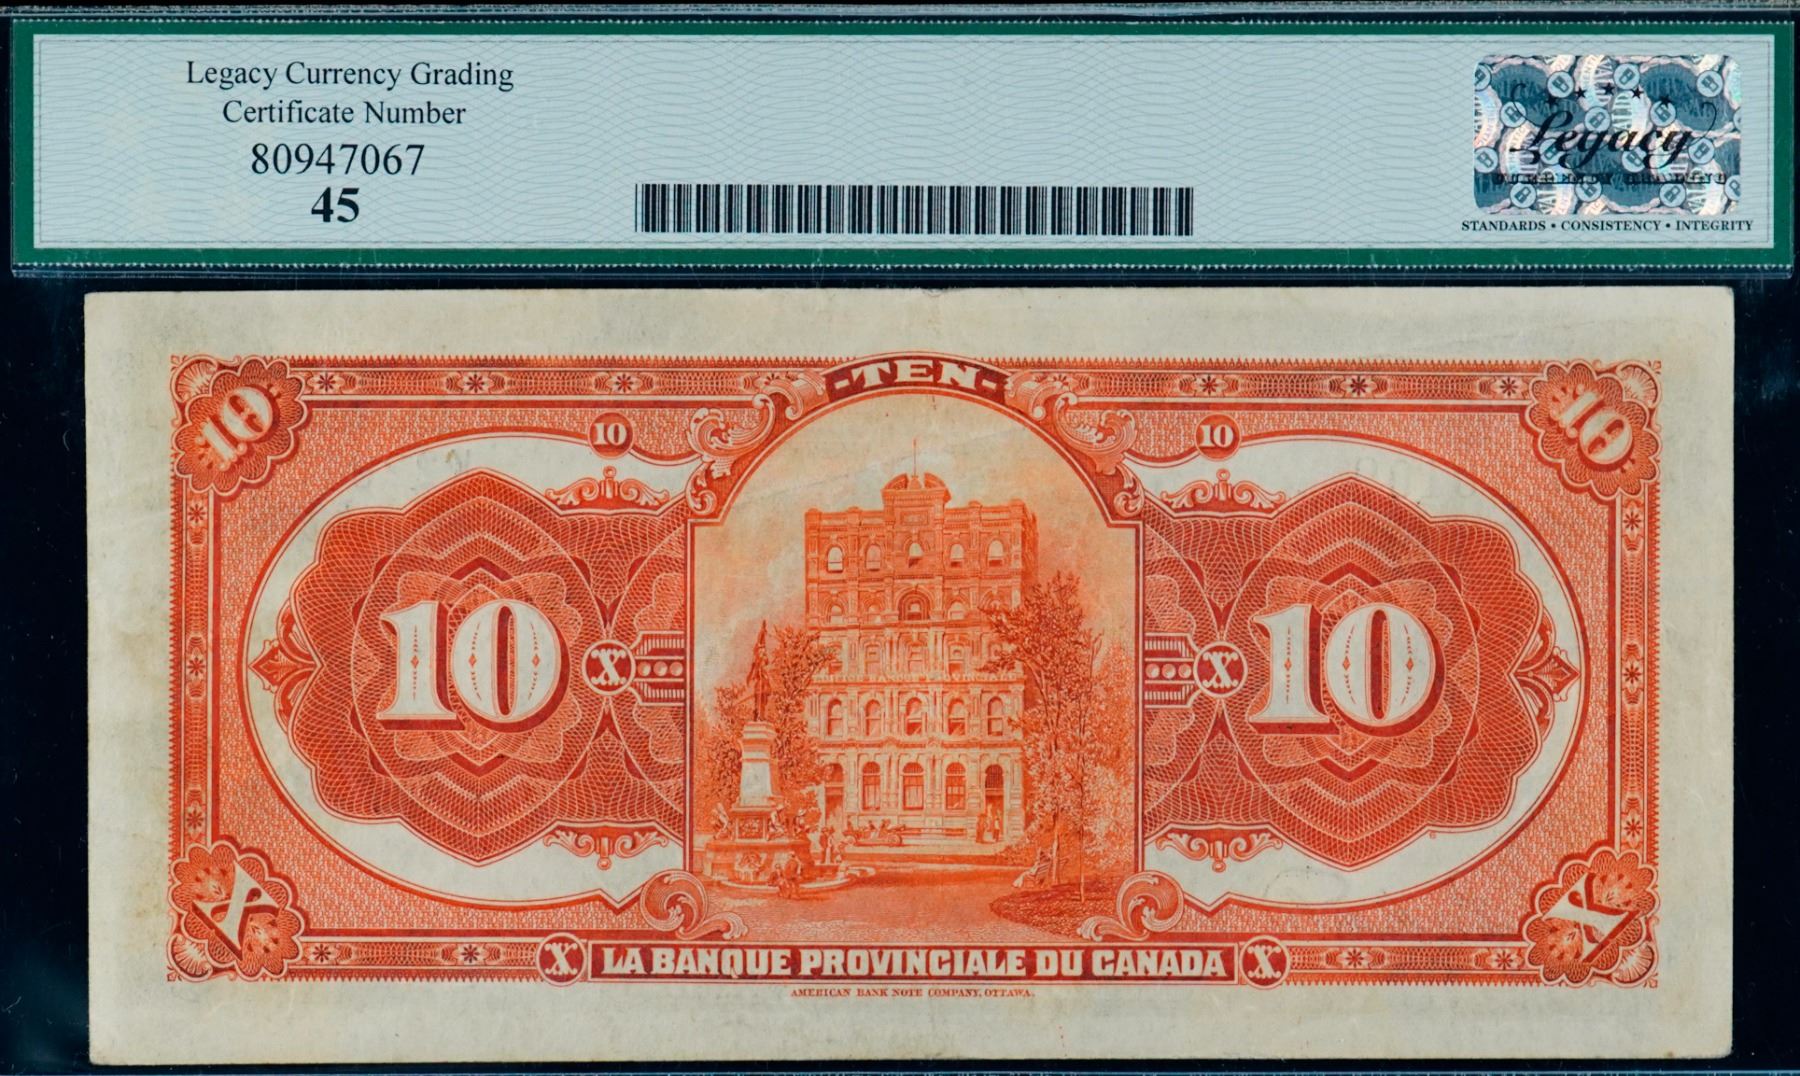 Legacy Currency Grading
Certificate Number
80947067
45
Legacy
STANDARDS • CONSISTENCY • INTEGRITY
-TEN-
10 10
10 10
10 X X 10
X X
X LA BANQUE PROVINCIALE DU CANADA X
AMERICAN BANK NOTE COMPANY, OTTAWA.